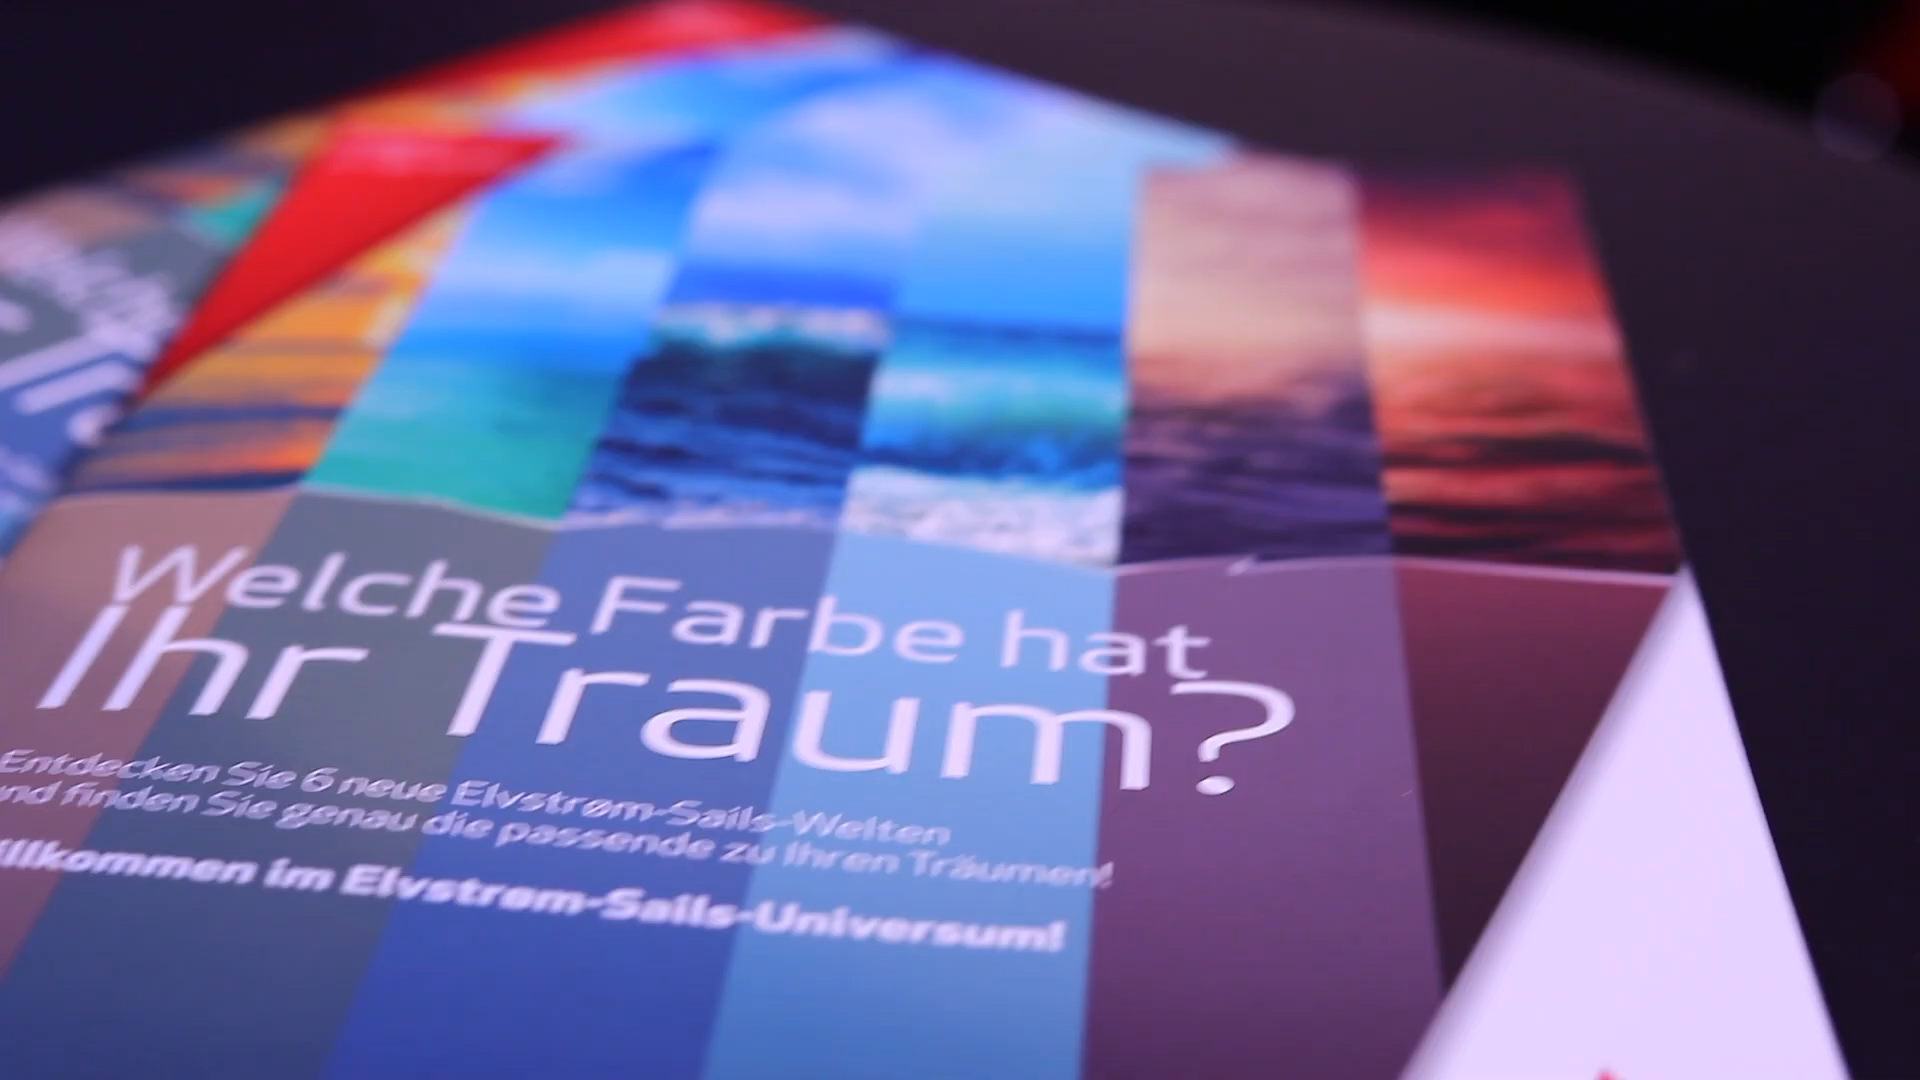 Welche Farbe hat
Ihr Traum?
Entdecken Sie 6 neue Elvstrøm-Sails-Welten
und finden Sie genau die passende zu Ihren Träumen!
Willkommen im Elvstrøm-Sails-Universum!